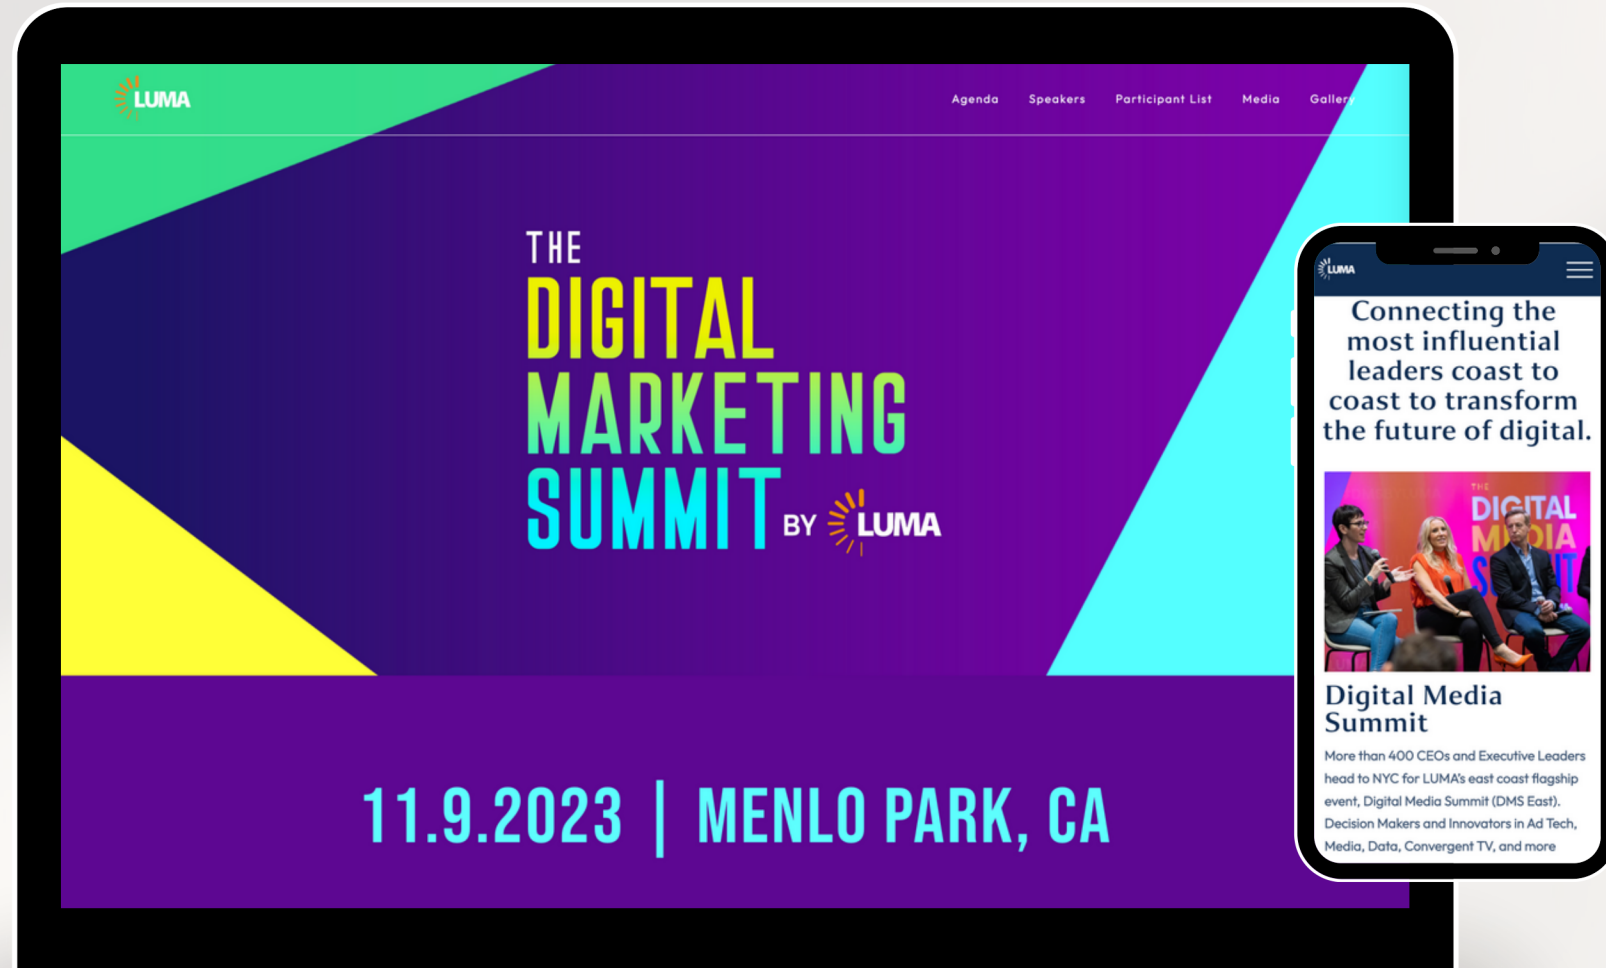 LUMA
Agenda Speakers Participant List Media Gallery
THE
DIGITAL
MARKETING
SUMMIT BY LUMA
11.9.2023 | MENLO PARK, CA
LUMA
Connecting the
most influential
leaders coast to
coast to transform
the future of digital.
THE
DIGITAL
MEDIA
Digital Media
Summit
More than 400 CEOs and Executive Leaders
head to NYC for LUMA's east coast flagship
event, Digital Media Summit (DMS East).
Decision Makers and Innovators in Ad Tech,
Media, Data, Convergent TV, and more